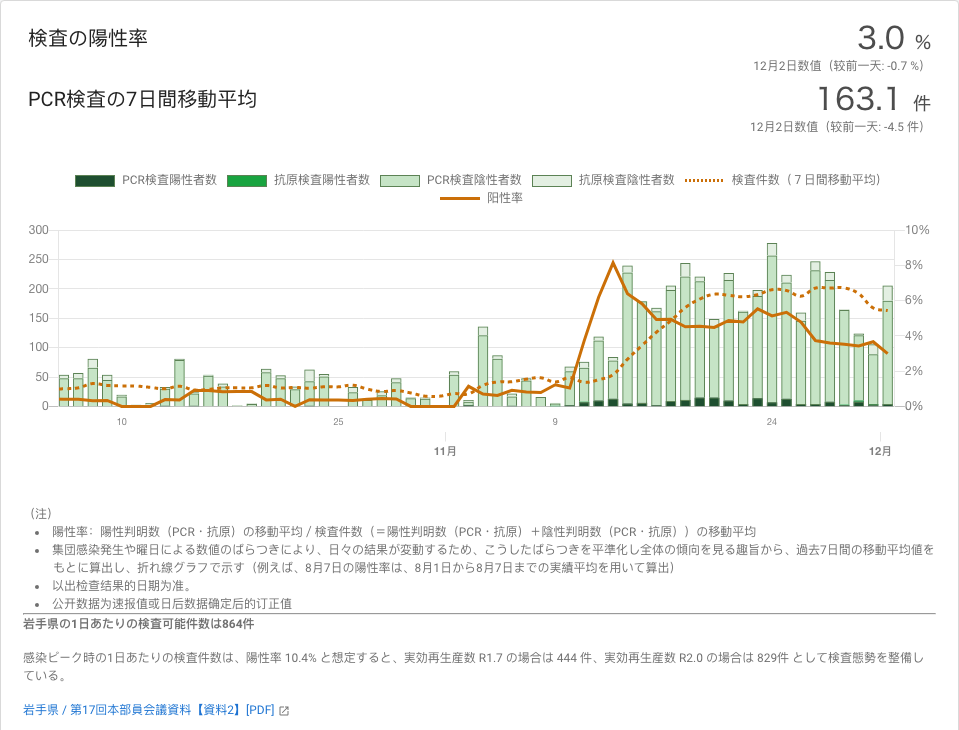 検査の陽性率
3.0 %
12月2日数值（较前一天: -0.7 %）
PCR検査の7日間移動平均
163.1 件
12月2日数值（较前一天: -4.5 件）
PCR検査陽性者数 抗原検査陽性者数 PCR検査陰性者数 抗原検査陰性者数 検査件数（７日間移動平均）
阳性率
300 10%
250 8%
200 6%
150 4%
100 2%
50 0%
0
10 25 9 24
11月 12月
（注）
• 陽性率：陽性判明数（PCR・抗原）の移動平均 / 検査件数（＝陽性判明数（PCR・抗原）＋陰性判明数（PCR・抗原））の移動平均
• 集団感染発生や曜日による数値のばらつきにより、日々の結果が変動するため、こうしたばらつきを平準化し全体の傾向を見る趣旨から、過去7日間の移動平均値を
もとに算出し、折れ線グラフで示す（例えば、8月7日の陽性率は、8月1日から8月7日までの実績平均を用いて算出）
• 以出检查结果的日期为准。
• 公开数据为速报值或日后数据确定后的订正值
岩手県の1日あたりの検査可能件数は864件
感染ピーク時の1日あたりの検査件数は、陽性率 10.4% と想定すると、実効再生産数 R1.7 の場合は 444 件、実効再生産数 R2.0 の場合は 829件 として検査態勢を整備し
ている。
岩手県 / 第17回本部員会議資料【資料2】[PDF]